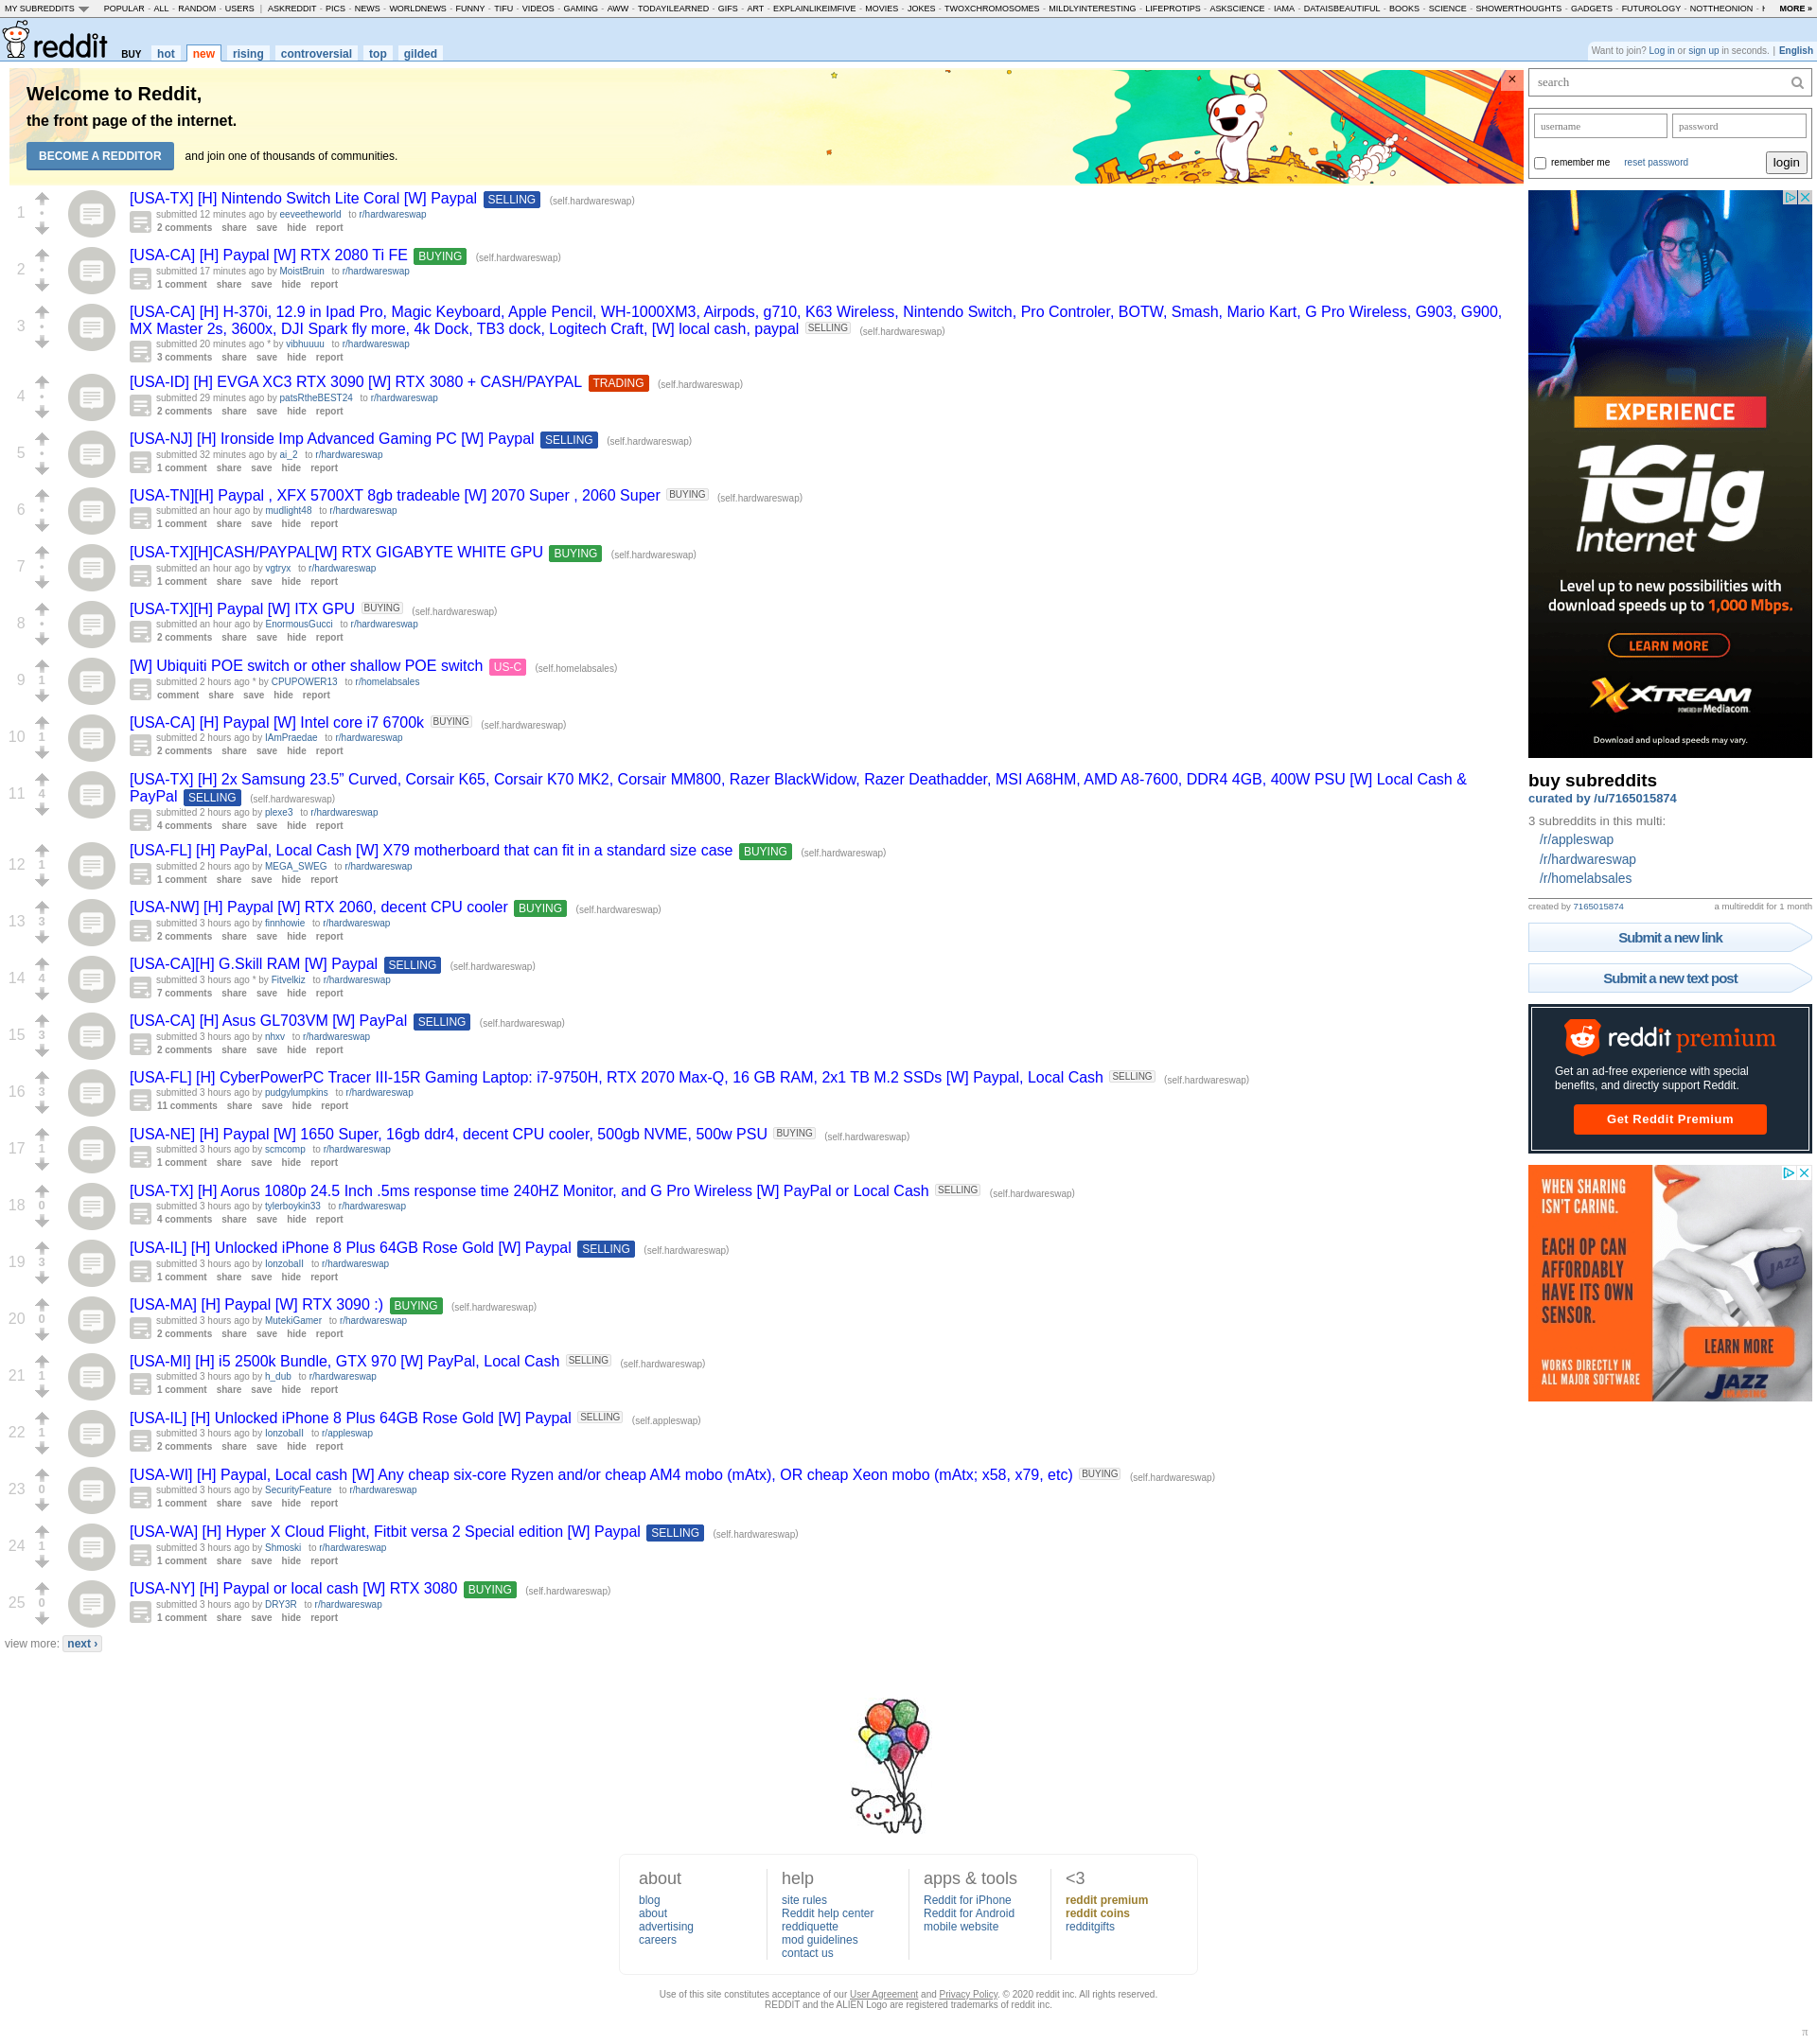 MY SUBREDDITS POPULAR - ALL - RANDOM - USERS | ASKREDDIT - PICS - NEWS - WORLDNEWS - FUNNY - TIFU - VIDEOS - GAMING - AWW - TODAYILEARNED - GIFS - ART - EXPLAINLIKEIMFIVE - MOVIES - JOKES - TWOXCHROMOSOMES - MILDLYINTERESTING - LIFEPROTIPS - ASKSCIENCE - IAMA - DATAISBEAUTIFUL - BOOKS - SCIENCE - SHOWERTHOUGHTS - GADGETS - FUTUROLOGY - NOTTHEONION - MORE »
reddit BUY hot new rising controversial top gilded
Want to join? Log in or sign up in seconds. | English
Welcome to Reddit,
the front page of the internet.
BECOME A REDDITOR and join one of thousands of communities.
×
1
[USA-TX] [H] Nintendo Switch Lite Coral [W] Paypal SELLING (self.hardwareswap)
submitted 12 minutes ago by eeveetheworld to r/hardwareswap
2 comments share save hide report
2
[USA-CA] [H] Paypal [W] RTX 2080 Ti FE BUYING (self.hardwareswap)
submitted 17 minutes ago by MoistBruin to r/hardwareswap
1 comment share save hide report
3
[USA-CA] [H] H-370i, 12.9 in Ipad Pro, Magic Keyboard, Apple Pencil, WH-1000XM3, Airpods, g710, K63 Wireless, Nintendo Switch, Pro Controler, BOTW, Smash, Mario Kart, G Pro Wireless, G903, G900,
MX Master 2s, 3600x, DJI Spark fly more, 4k Dock, TB3 dock, Logitech Craft, [W] local cash, paypal SELLING (self.hardwareswap)
submitted 20 minutes ago * by vibhuuuu to r/hardwareswap
3 comments share save hide report
4
[USA-ID] [H] EVGA XC3 RTX 3090 [W] RTX 3080 + CASH/PAYPAL TRADING (self.hardwareswap)
submitted 29 minutes ago by patsRtheBEST24 to r/hardwareswap
2 comments share save hide report
5
[USA-NJ] [H] Ironside Imp Advanced Gaming PC [W] Paypal SELLING (self.hardwareswap)
submitted 32 minutes ago by ai_2 to r/hardwareswap
1 comment share save hide report
6
[USA-TN][H] Paypal , XFX 5700XT 8gb tradeable [W] 2070 Super , 2060 Super BUYING (self.hardwareswap)
submitted an hour ago by mudlight48 to r/hardwareswap
1 comment share save hide report
7
[USA-TX][H]CASH/PAYPAL[W] RTX GIGABYTE WHITE GPU BUYING (self.hardwareswap)
submitted an hour ago by vgtryx to r/hardwareswap
1 comment share save hide report
8
[USA-TX][H] Paypal [W] ITX GPU BUYING (self.hardwareswap)
submitted an hour ago by EnormousGucci to r/hardwareswap
2 comments share save hide report
9 1
[W] Ubiquiti POE switch or other shallow POE switch US-C (self.homelabsales)
submitted 2 hours ago * by CPUPOWER13 to r/homelabsales
comment share save hide report
10 1
[USA-CA] [H] Paypal [W] Intel core i7 6700k BUYING (self.hardwareswap)
submitted 2 hours ago by IAmPraedae to r/hardwareswap
2 comments share save hide report
11 4
[USA-TX] [H] 2x Samsung 23.5” Curved, Corsair K65, Corsair K70 MK2, Corsair MM800, Razer BlackWidow, Razer Deathadder, MSI A68HM, AMD A8-7600, DDR4 4GB, 400W PSU [W] Local Cash &
PayPal SELLING (self.hardwareswap)
submitted 2 hours ago by plexe3 to r/hardwareswap
4 comments share save hide report
12 1
[USA-FL] [H] PayPal, Local Cash [W] X79 motherboard that can fit in a standard size case BUYING (self.hardwareswap)
submitted 2 hours ago by MEGA_SWEG to r/hardwareswap
1 comment share save hide report
13 3
[USA-NW] [H] Paypal [W] RTX 2060, decent CPU cooler BUYING (self.hardwareswap)
submitted 3 hours ago by finnhowie to r/hardwareswap
2 comments share save hide report
14 4
[USA-CA][H] G.Skill RAM [W] Paypal SELLING (self.hardwareswap)
submitted 3 hours ago * by Fitvelkiz to r/hardwareswap
7 comments share save hide report
15 3
[USA-CA] [H] Asus GL703VM [W] PayPal SELLING (self.hardwareswap)
submitted 3 hours ago by nhxv to r/hardwareswap
2 comments share save hide report
16 3
[USA-FL] [H] CyberPowerPC Tracer III-15R Gaming Laptop: i7-9750H, RTX 2070 Max-Q, 16 GB RAM, 2x1 TB M.2 SSDs [W] Paypal, Local Cash SELLING (self.hardwareswap)
submitted 3 hours ago by pudgylumpkins to r/hardwareswap
11 comments share save hide report
17 1
[USA-NE] [H] Paypal [W] 1650 Super, 16gb ddr4, decent CPU cooler, 500gb NVME, 500w PSU BUYING (self.hardwareswap)
submitted 3 hours ago by scmcomp to r/hardwareswap
1 comment share save hide report
18 0
[USA-TX] [H] Aorus 1080p 24.5 Inch .5ms response time 240HZ Monitor, and G Pro Wireless [W] PayPal or Local Cash SELLING (self.hardwareswap)
submitted 3 hours ago by tylerboykin33 to r/hardwareswap
4 comments share save hide report
19 3
[USA-IL] [H] Unlocked iPhone 8 Plus 64GB Rose Gold [W] Paypal SELLING (self.hardwareswap)
submitted 3 hours ago by lonzoball to r/hardwareswap
1 comment share save hide report
20 0
[USA-MA] [H] Paypal [W] RTX 3090 :) BUYING (self.hardwareswap)
submitted 3 hours ago by MutekiGamer to r/hardwareswap
2 comments share save hide report
21 1
[USA-MI] [H] i5 2500k Bundle, GTX 970 [W] PayPal, Local Cash SELLING (self.hardwareswap)
submitted 3 hours ago by h_dub to r/hardwareswap
1 comment share save hide report
22 1
[USA-IL] [H] Unlocked iPhone 8 Plus 64GB Rose Gold [W] Paypal SELLING (self.appleswap)
submitted 3 hours ago by lonzoball to r/appleswap
2 comments share save hide report
23 0
[USA-WI] [H] Paypal, Local cash [W] Any cheap six-core Ryzen and/or cheap AM4 mobo (mAtx), OR cheap Xeon mobo (mAtx; x58, x79, etc) BUYING (self.hardwareswap)
submitted 3 hours ago by SecurityFeature to r/hardwareswap
1 comment share save hide report
24 1
[USA-WA] [H] Hyper X Cloud Flight, Fitbit versa 2 Special edition [W] Paypal SELLING (self.hardwareswap)
submitted 3 hours ago by Shmoski to r/hardwareswap
1 comment share save hide report
25 0
[USA-NY] [H] Paypal or local cash [W] RTX 3080 BUYING (self.hardwareswap)
submitted 3 hours ago by DRY3R to r/hardwareswap
1 comment share save hide report
view more: next ›
search
username password
remember me reset password login
EXPERIENCE
1Gig
Internet
Level up to new possibilities with
download speeds up to 1,000 Mbps.
LEARN MORE
XTREAM
POWERED BY Mediacom
Download and upload speeds may vary.
buy subreddits
curated by /u/7165015874
3 subreddits in this multi:
/r/appleswap
/r/hardwareswap
/r/homelabsales
created by 7165015874 a multireddit for 1 month
Submit a new link
Submit a new text post
reddit premium
Get an ad-free experience with special
benefits, and directly support Reddit.
Get Reddit Premium
WHEN SHARING
ISN'T CARING.
EACH OP CAN
AFFORDABLY
HAVE ITS OWN
SENSOR.
JAZZ
LEARN MORE
WORKS DIRECTLY IN
ALL MAJOR SOFTWARE
JAZZ
IMAGING
about
blog
about
advertising
careers
help
site rules
Reddit help center
reddiquette
mod guidelines
contact us
apps & tools
Reddit for iPhone
Reddit for Android
mobile website
<3
reddit premium
reddit coins
redditgifts
Use of this site constitutes acceptance of our User Agreement and Privacy Policy. © 2020 reddit inc. All rights reserved.
REDDIT and the ALIEN Logo are registered trademarks of reddit inc.
π